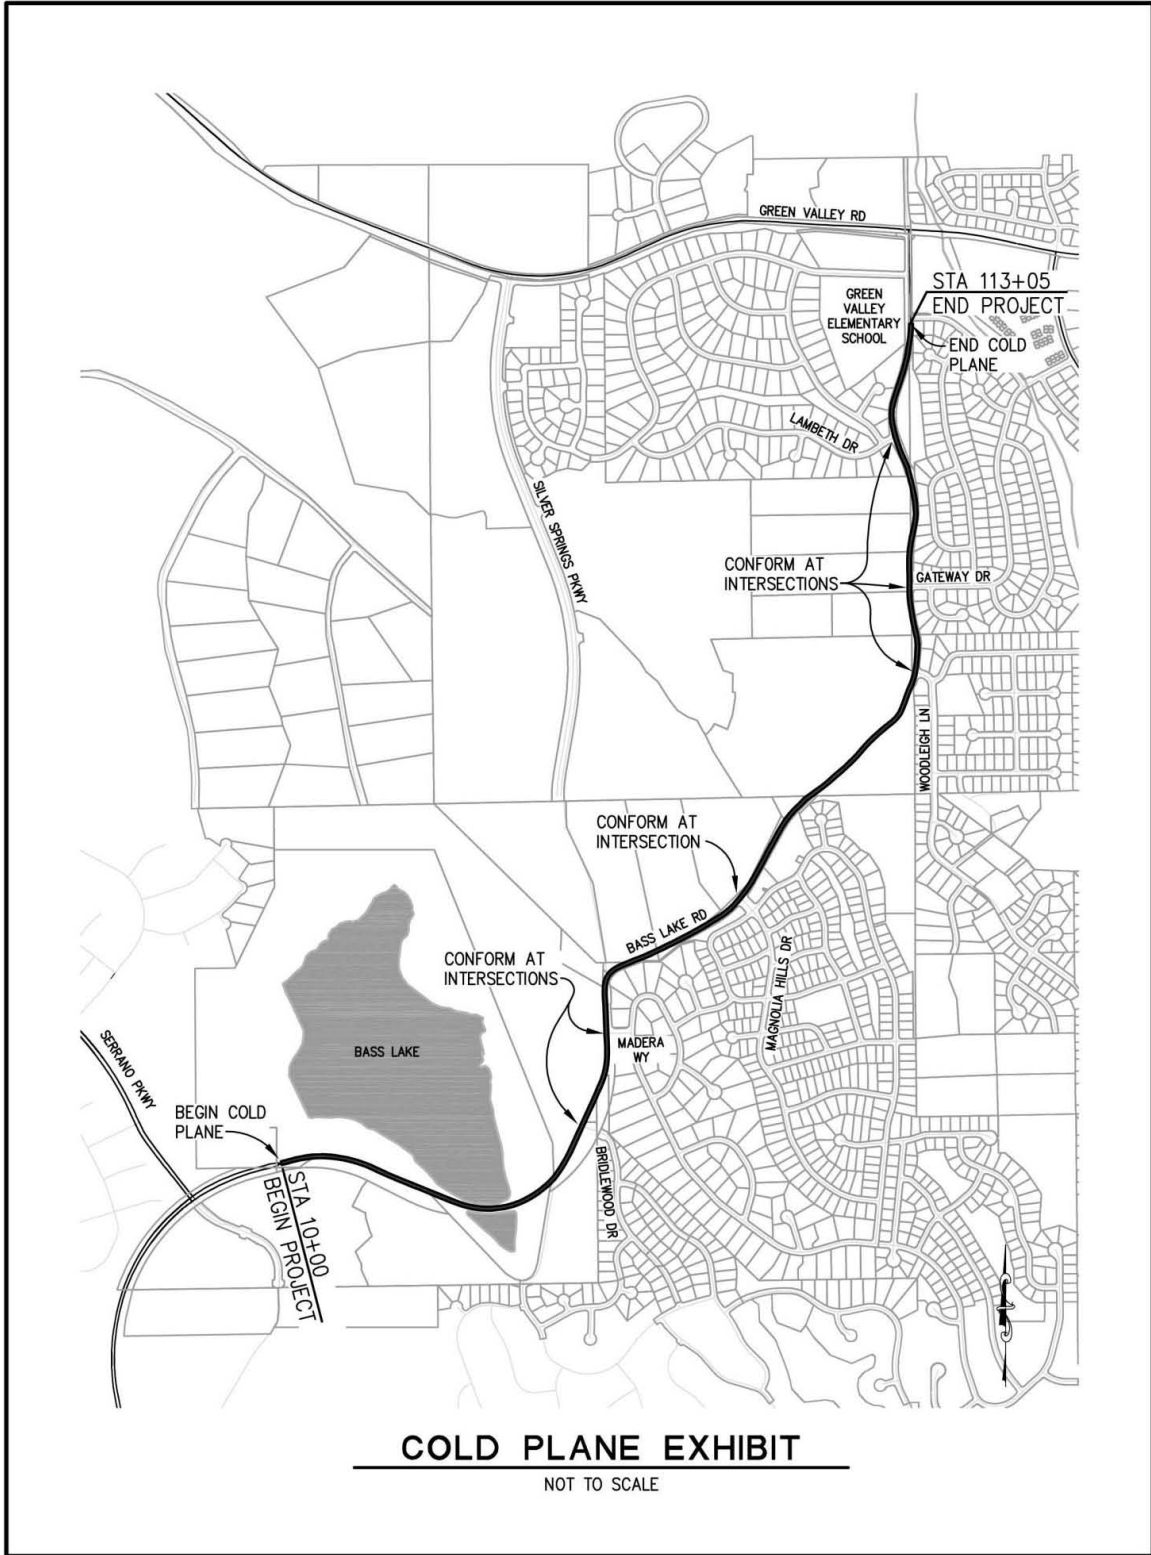 GREEN VALLEY RD
STA 113+05
END PROJECT
GREEN
VALLEY
ELEMENTARY
SCHOOL
END COLD
PLANE
LAMBETH DR
SILVER SPRINGS PKWY
CONFORM AT
INTERSECTIONS
GATEWAY DR
WOODLEIGH LN
CONFORM AT
INTERSECTION
BASS LAKE RD
MAGNOLIA HILLS DR
CONFORM AT
INTERSECTIONS
MADERA
WY
BASS LAKE
SERRANO PKWY
BEGIN COLD
PLANE
BRIDLEWOOD DR
STA 10+00
BEGIN PROJECT
COLD PLANE EXHIBIT
NOT TO SCALE